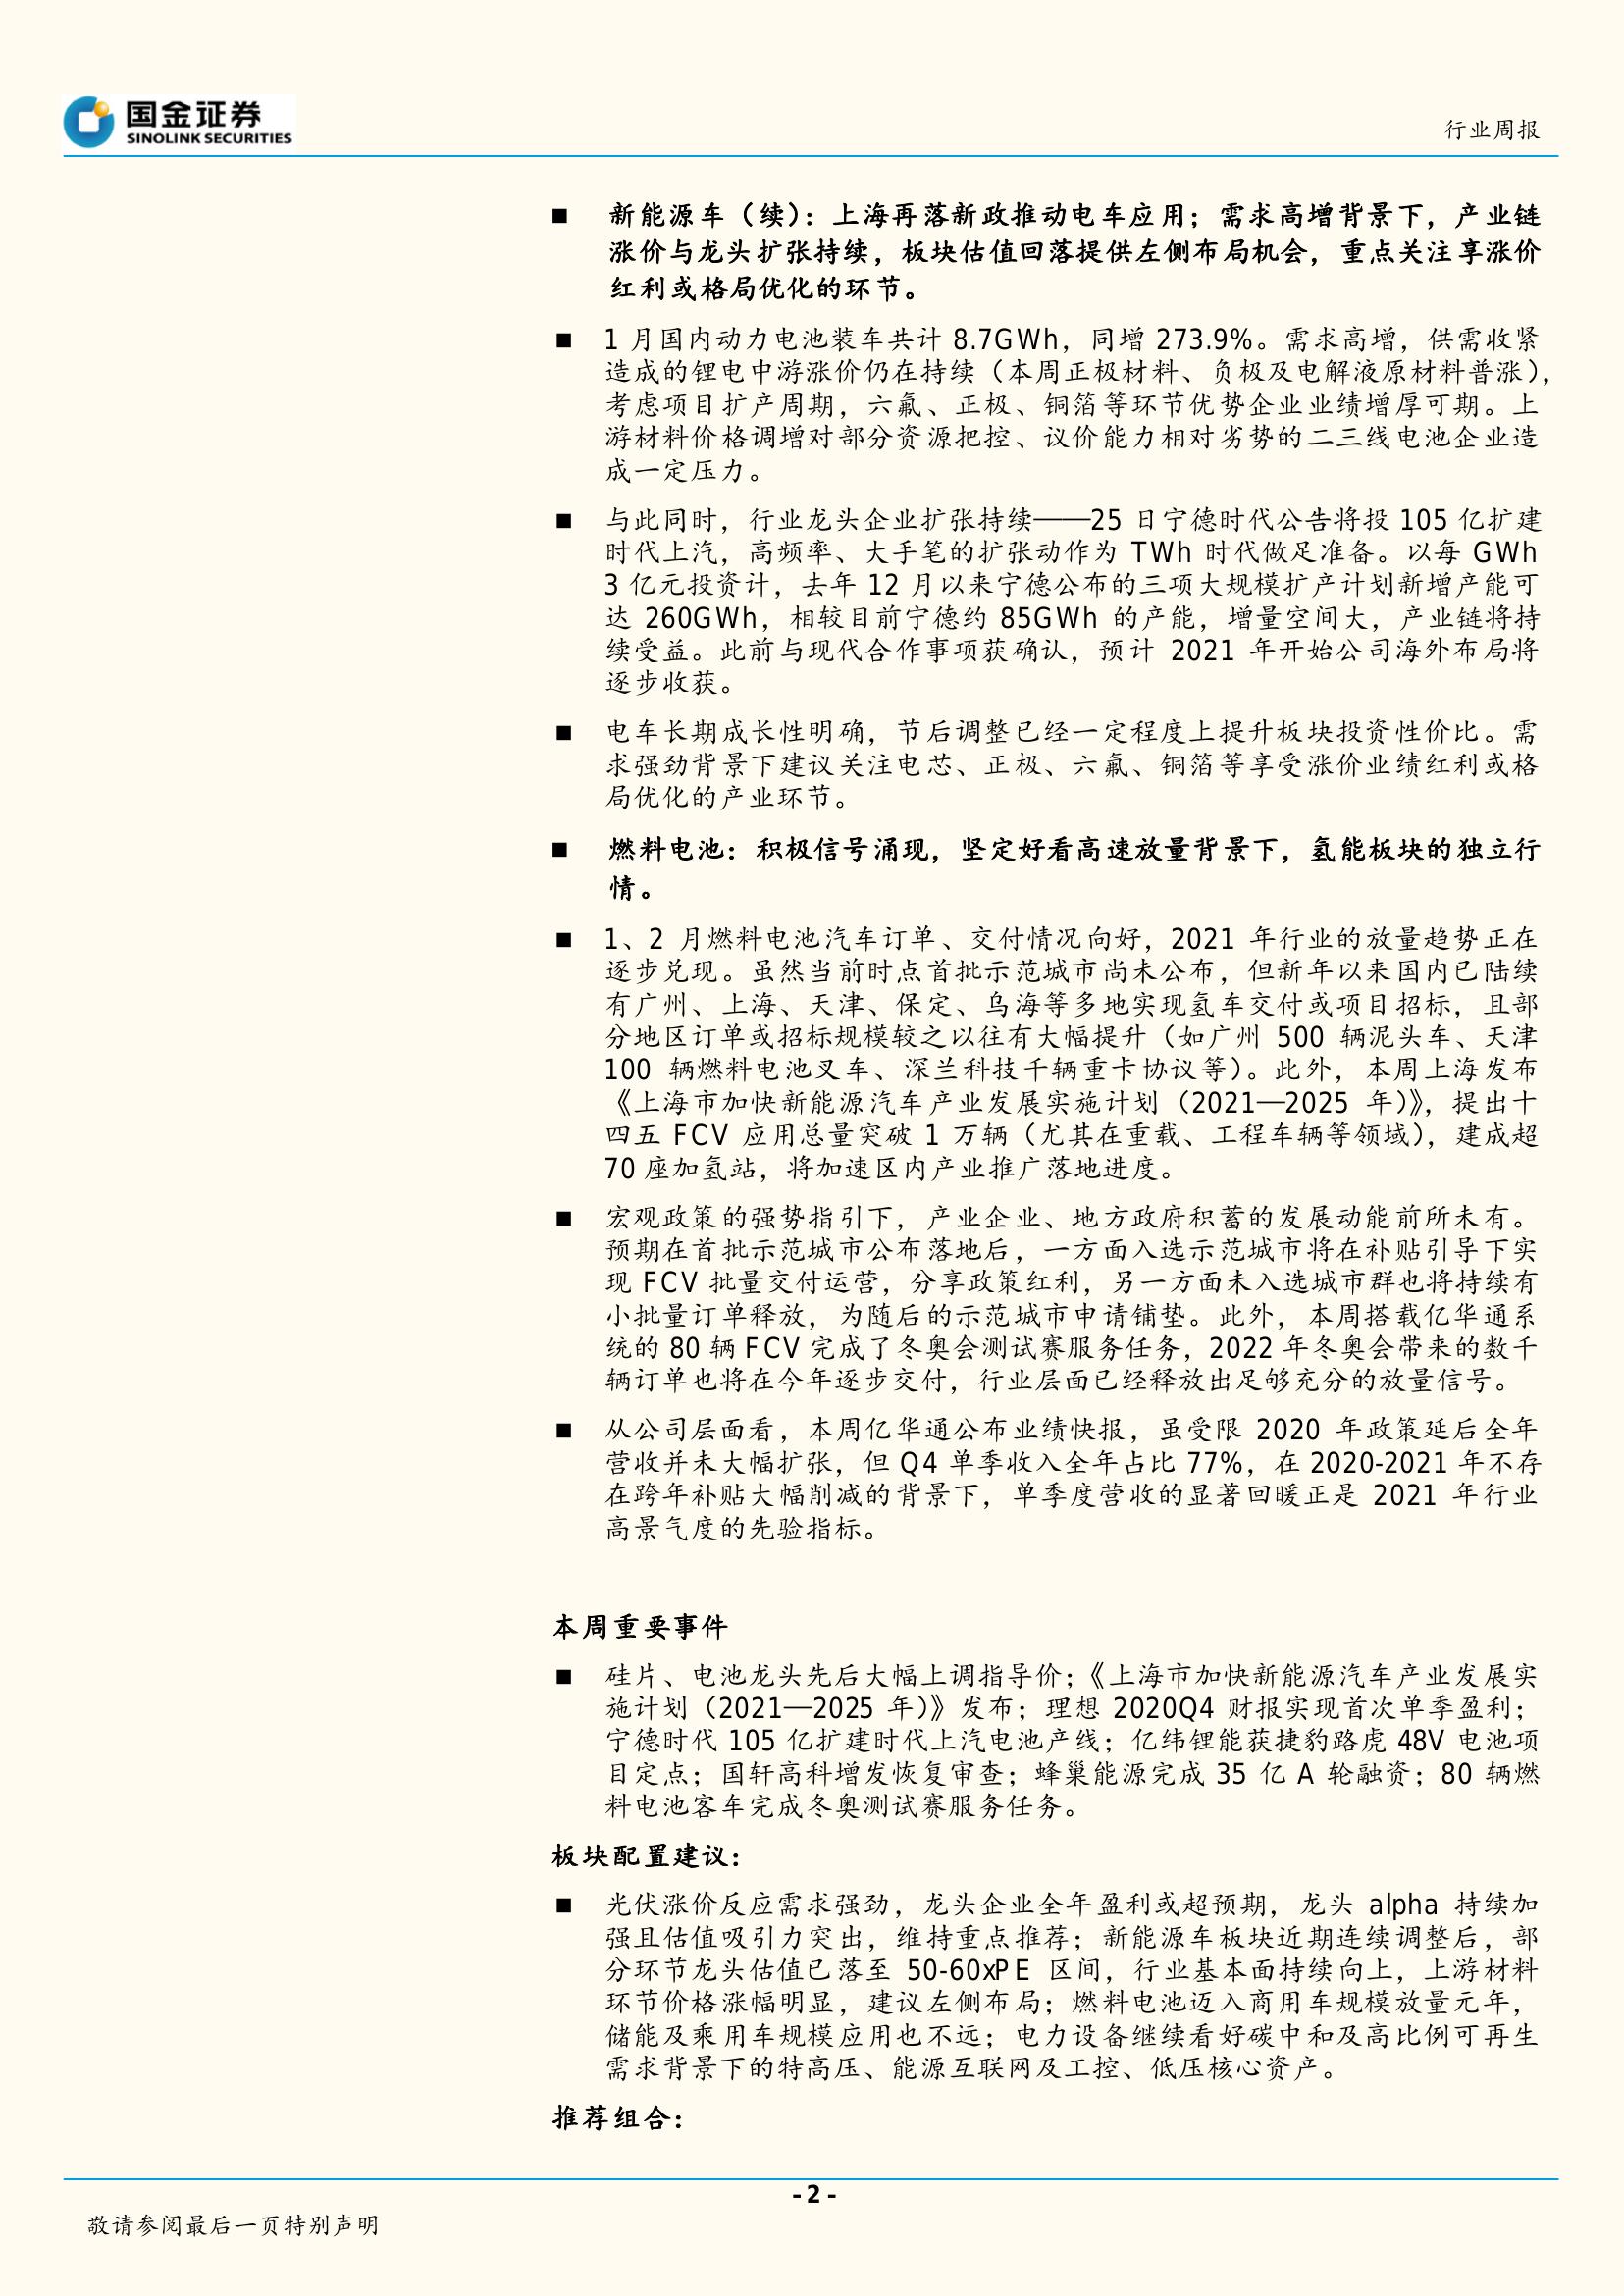 国金证券
SINOLINK SECURITIES
行业周报
■ 新能源车（续）：上海再落新政推动电车应用；需求高增背景下，产业链
涨价与龙头扩张持续，板块估值回落提供左侧布局机会，重点关注享涨价
红利或格局优化的环节。
■ 1 月国内动力电池装车共计 8.7GWh，同增 273.9%。需求高增，供需收紧
造成的锂电中游涨价仍在持续（本周正极材料、负极及电解液原材料普涨），
考虑项目扩产周期，六氟、正极、铜箔等环节优势企业业绩增厚可期。上
游材料价格调增对部分资源把控、议价能力相对劣势的二三线电池企业造
成一定压力。
■ 与此同时，行业龙头企业扩张持续——25 日宁德时代公告将投 105 亿扩建
时代上汽，高频率、大手笔的扩张动作为 TWh 时代做足准备。以每 GWh
3 亿元投资计，去年 12 月以来宁德公布的三项大规模扩产计划新增产能可
达 260GWh，相较目前宁德约 85GWh 的产能，增量空间大，产业链将持
续受益。此前与现代合作事项获确认，预计 2021 年开始公司海外布局将
逐步收获。
■ 电车长期成长性明确，节后调整已经一定程度上提升板块投资性价比。需
求强劲背景下建议关注电芯、正极、六氟、铜箔等享受涨价业绩红利或格
局优化的产业环节。
■ 燃料电池：积极信号涌现，坚定好看高速放量背景下，氢能板块的独立行
情。
■ 1、2 月燃料电池汽车订单、交付情况向好，2021 年行业的放量趋势正在
逐步兑现。虽然当前时点首批示范城市尚未公布，但新年以来国内已陆续
有广州、上海、天津、保定、乌海等多地实现氢车交付或项目招标，且部
分地区订单或招标规模较之以往有大幅提升（如广州 500 辆泥头车、天津
100 辆燃料电池叉车、深兰科技千辆重卡协议等）。此外，本周上海发布
《上海市加快新能源汽车产业发展实施计划（2021—2025 年）》，提出十
四五 FCV 应用总量突破 1 万辆（尤其在重载、工程车辆等领域），建成超
70 座加氢站，将加速区内产业推广落地进度。
■ 宏观政策的强势指引下，产业企业、地方政府积蓄的发展动能前所未有。
预期在首批示范城市公布落地后，一方面入选示范城市将在补贴引导下实
现 FCV 批量交付运营，分享政策红利，另一方面未入选城市群也将持续有
小批量订单释放，为随后的示范城市申请铺垫。此外，本周搭载亿华通系
统的 80 辆 FCV 完成了冬奥会测试赛服务任务，2022 年冬奥会带来的数千
辆订单也将在今年逐步交付，行业层面已经释放出足够充分的放量信号。
■ 从公司层面看，本周亿华通公布业绩快报，虽受限 2020 年政策延后全年
营收并未大幅扩张，但 Q4 单季收入全年占比 77%，在 2020-2021 年不存
在跨年补贴大幅削减的背景下，单季度营收的显著回暖正是 2021 年行业
高景气度的先验指标。
本周重要事件
■ 硅片、电池龙头先后大幅上调指导价；《上海市加快新能源汽车产业发展实
施计划（2021—2025 年）》发布；理想 2020Q4 财报实现首次单季盈利；
宁德时代 105 亿扩建时代上汽电池产线；亿纬锂能获捷豹路虎 48V 电池项
目定点；国轩高科增发恢复审查；蜂巢能源完成 35 亿 A 轮融资；80 辆燃
料电池客车完成冬奥测试赛服务任务。
板块配置建议：
■ 光伏涨价反应需求强劲，龙头企业全年盈利或超预期，龙头 alpha 持续加
强且估值吸引力突出，维持重点推荐；新能源车板块近期连续调整后，部
分环节龙头估值已落至 50-60xPE 区间，行业基本面持续向上，上游材料
环节价格涨幅明显，建议左侧布局；燃料电池迈入商用车规模放量元年，
储能及乘用车规模应用也不远；电力设备继续看好碳中和及高比例可再生
需求背景下的特高压、能源互联网及工控、低压核心资产。
推荐组合：
- 2 -
敬请参阅最后一页特别声明